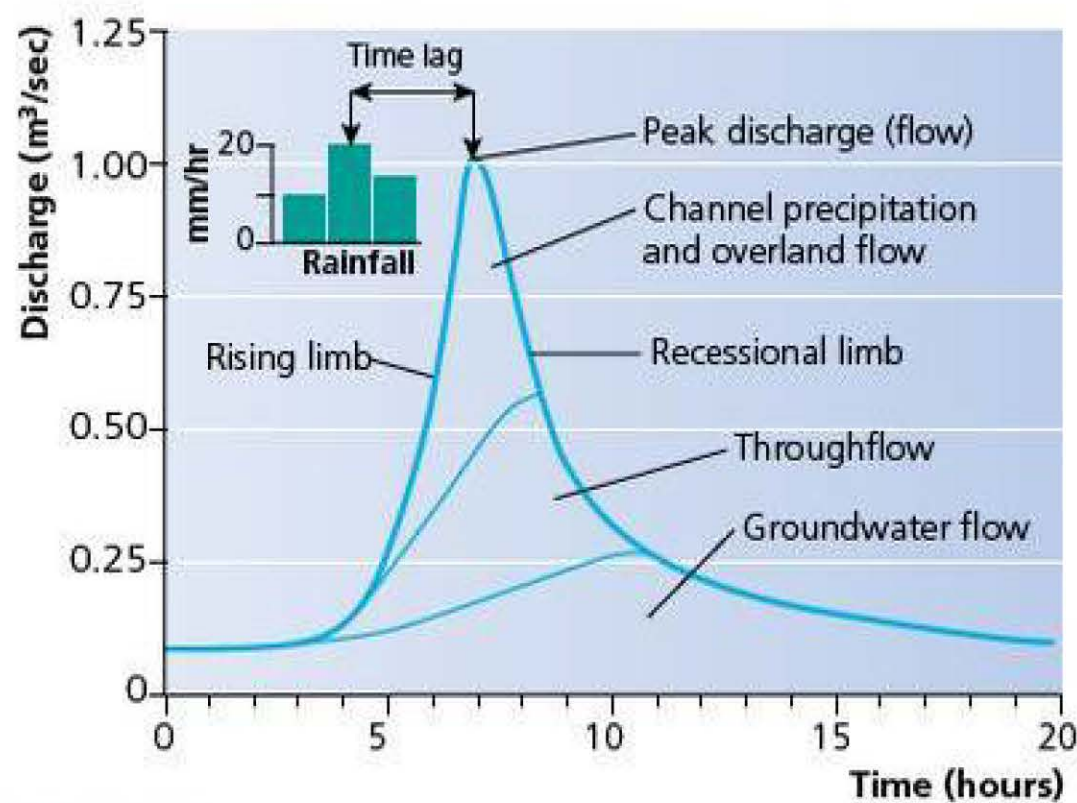 Discharge (m³/sec)
1.25
1.00
0.75
0.50
0.25
0
Time lag
mm/hr
20
0
Rainfall
Peak discharge (flow)
Channel precipitation
and overland flow
Rising limb
Recessional limb
Throughflow
Groundwater flow
0 5 10 15 20
Time (hours)